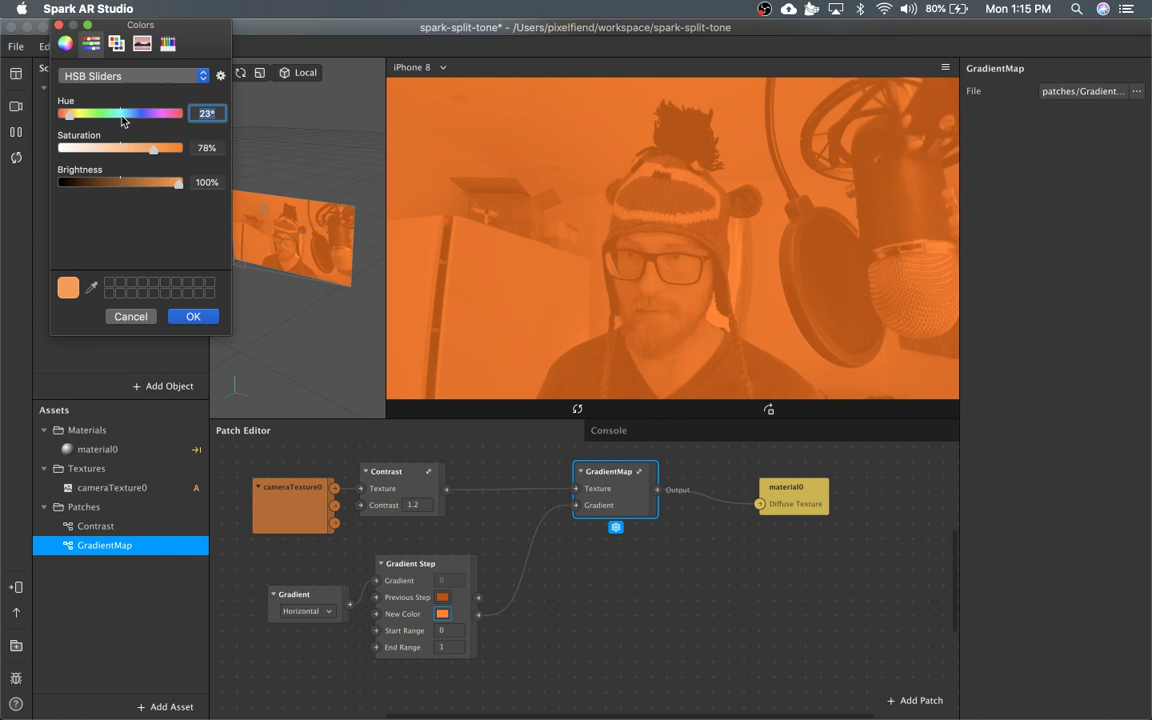 Spark AR Studio
80%
Mon 1:15 PM
Colors
spark-split-tone* - /Users/pixelfiend/workspace/spark-split-tone
File
Ed
Sc
HSB Sliders
Hue
23°
Saturation
78%
Brightness
100%
Cancel
OK
Local
iPhone 8
GradientMap
File
patches/Gradient...
+ Add Object
Assets
Materials
material0
Textures
cameraTexture0
A
Patches
Contrast
GradientMap
+ Add Asset
Patch Editor
Console
cameraTexture0
Contrast
Texture
Contrast
1.2
GradientMap
Texture
Gradient
Output
material0
Diffuse Texture
Gradient
Horizontal
Gradient Step
Gradient
0
Previous Step
New Color
Start Range
0
End Range
1
+ Add Patch